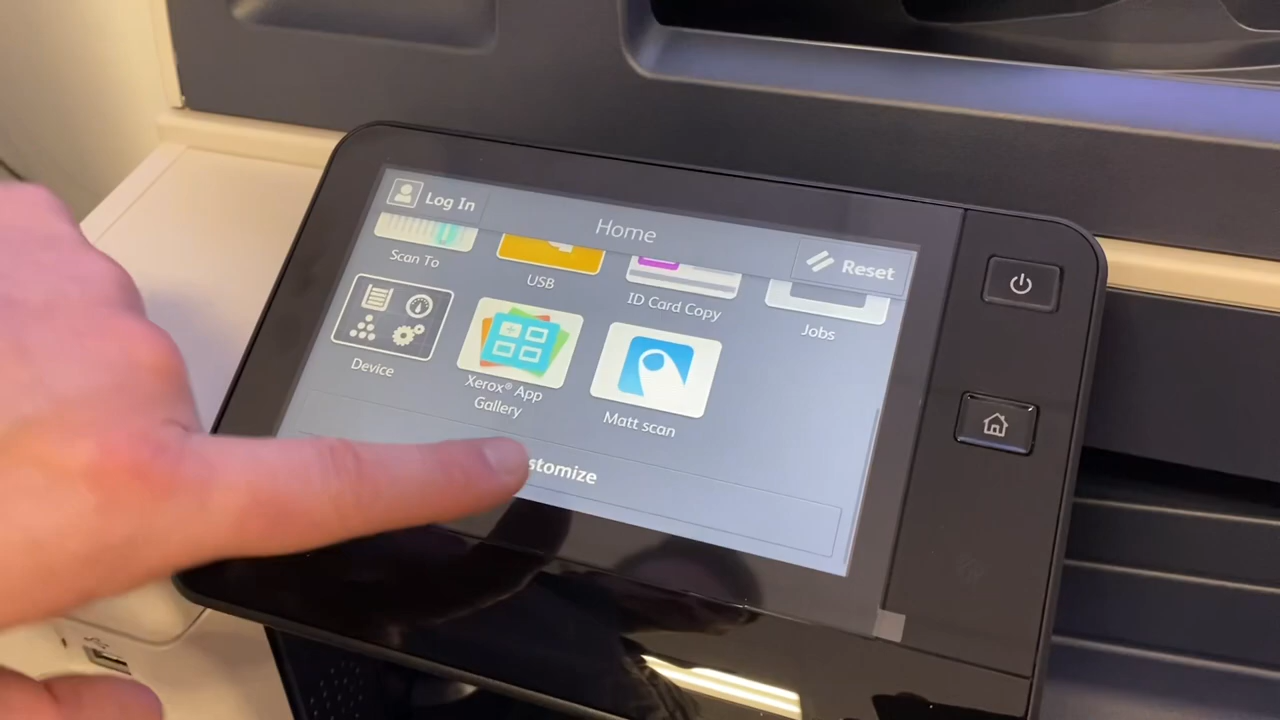 Log In
Home
Reset
Scan To
USB
ID Card Copy
Jobs
Device
Xerox® App
Gallery
Matt scan
stomize